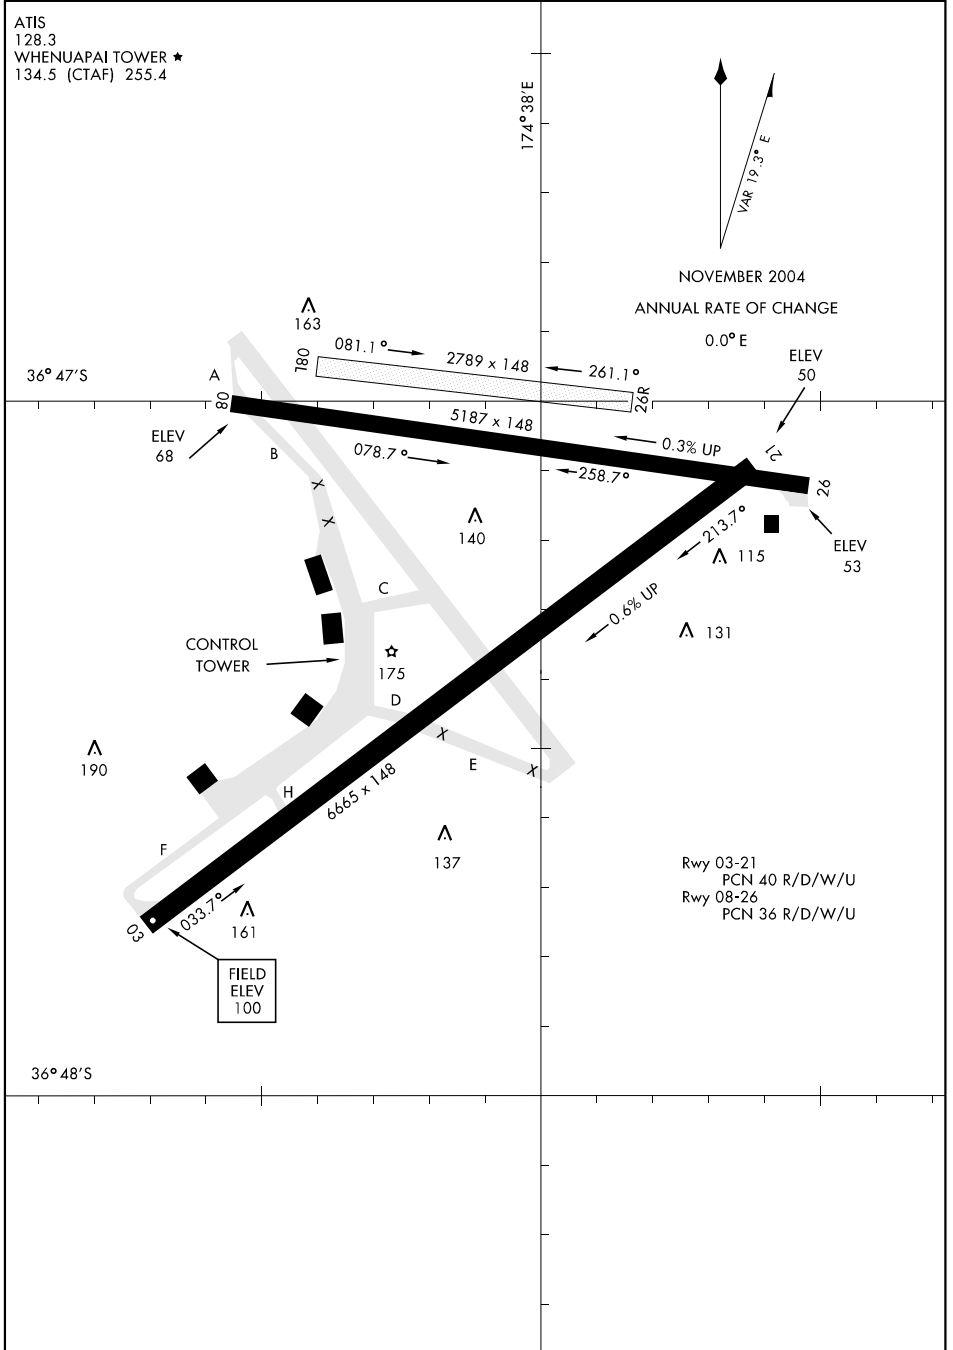 ATIS
128.3
WHENUAPAI TOWER ★
134.5 (CTAF) 255.4
174°38'E
VAR 19.3° E
NOVEMBER 2004
ANNUAL RATE OF CHANGE
0.0° E
163
08L
081.1°
2789 x 148
261.1°
26R
ELEV
50
36° 47'S
A
08
5187 x 148
0.3% UP
21
ELEV
68
B
078.7°
258.7°
26
X
X
140
213.7°
115
ELEV
53
C
0.6% UP
131
CONTROL
TOWER
175
D
X
E
X
190
H
6665 x 148
F
137
Rwy 03-21
PCN 40 R/D/W/U
Rwy 08-26
PCN 36 R/D/W/U
033.7°
03
161
FIELD
ELEV
100
36° 48'S